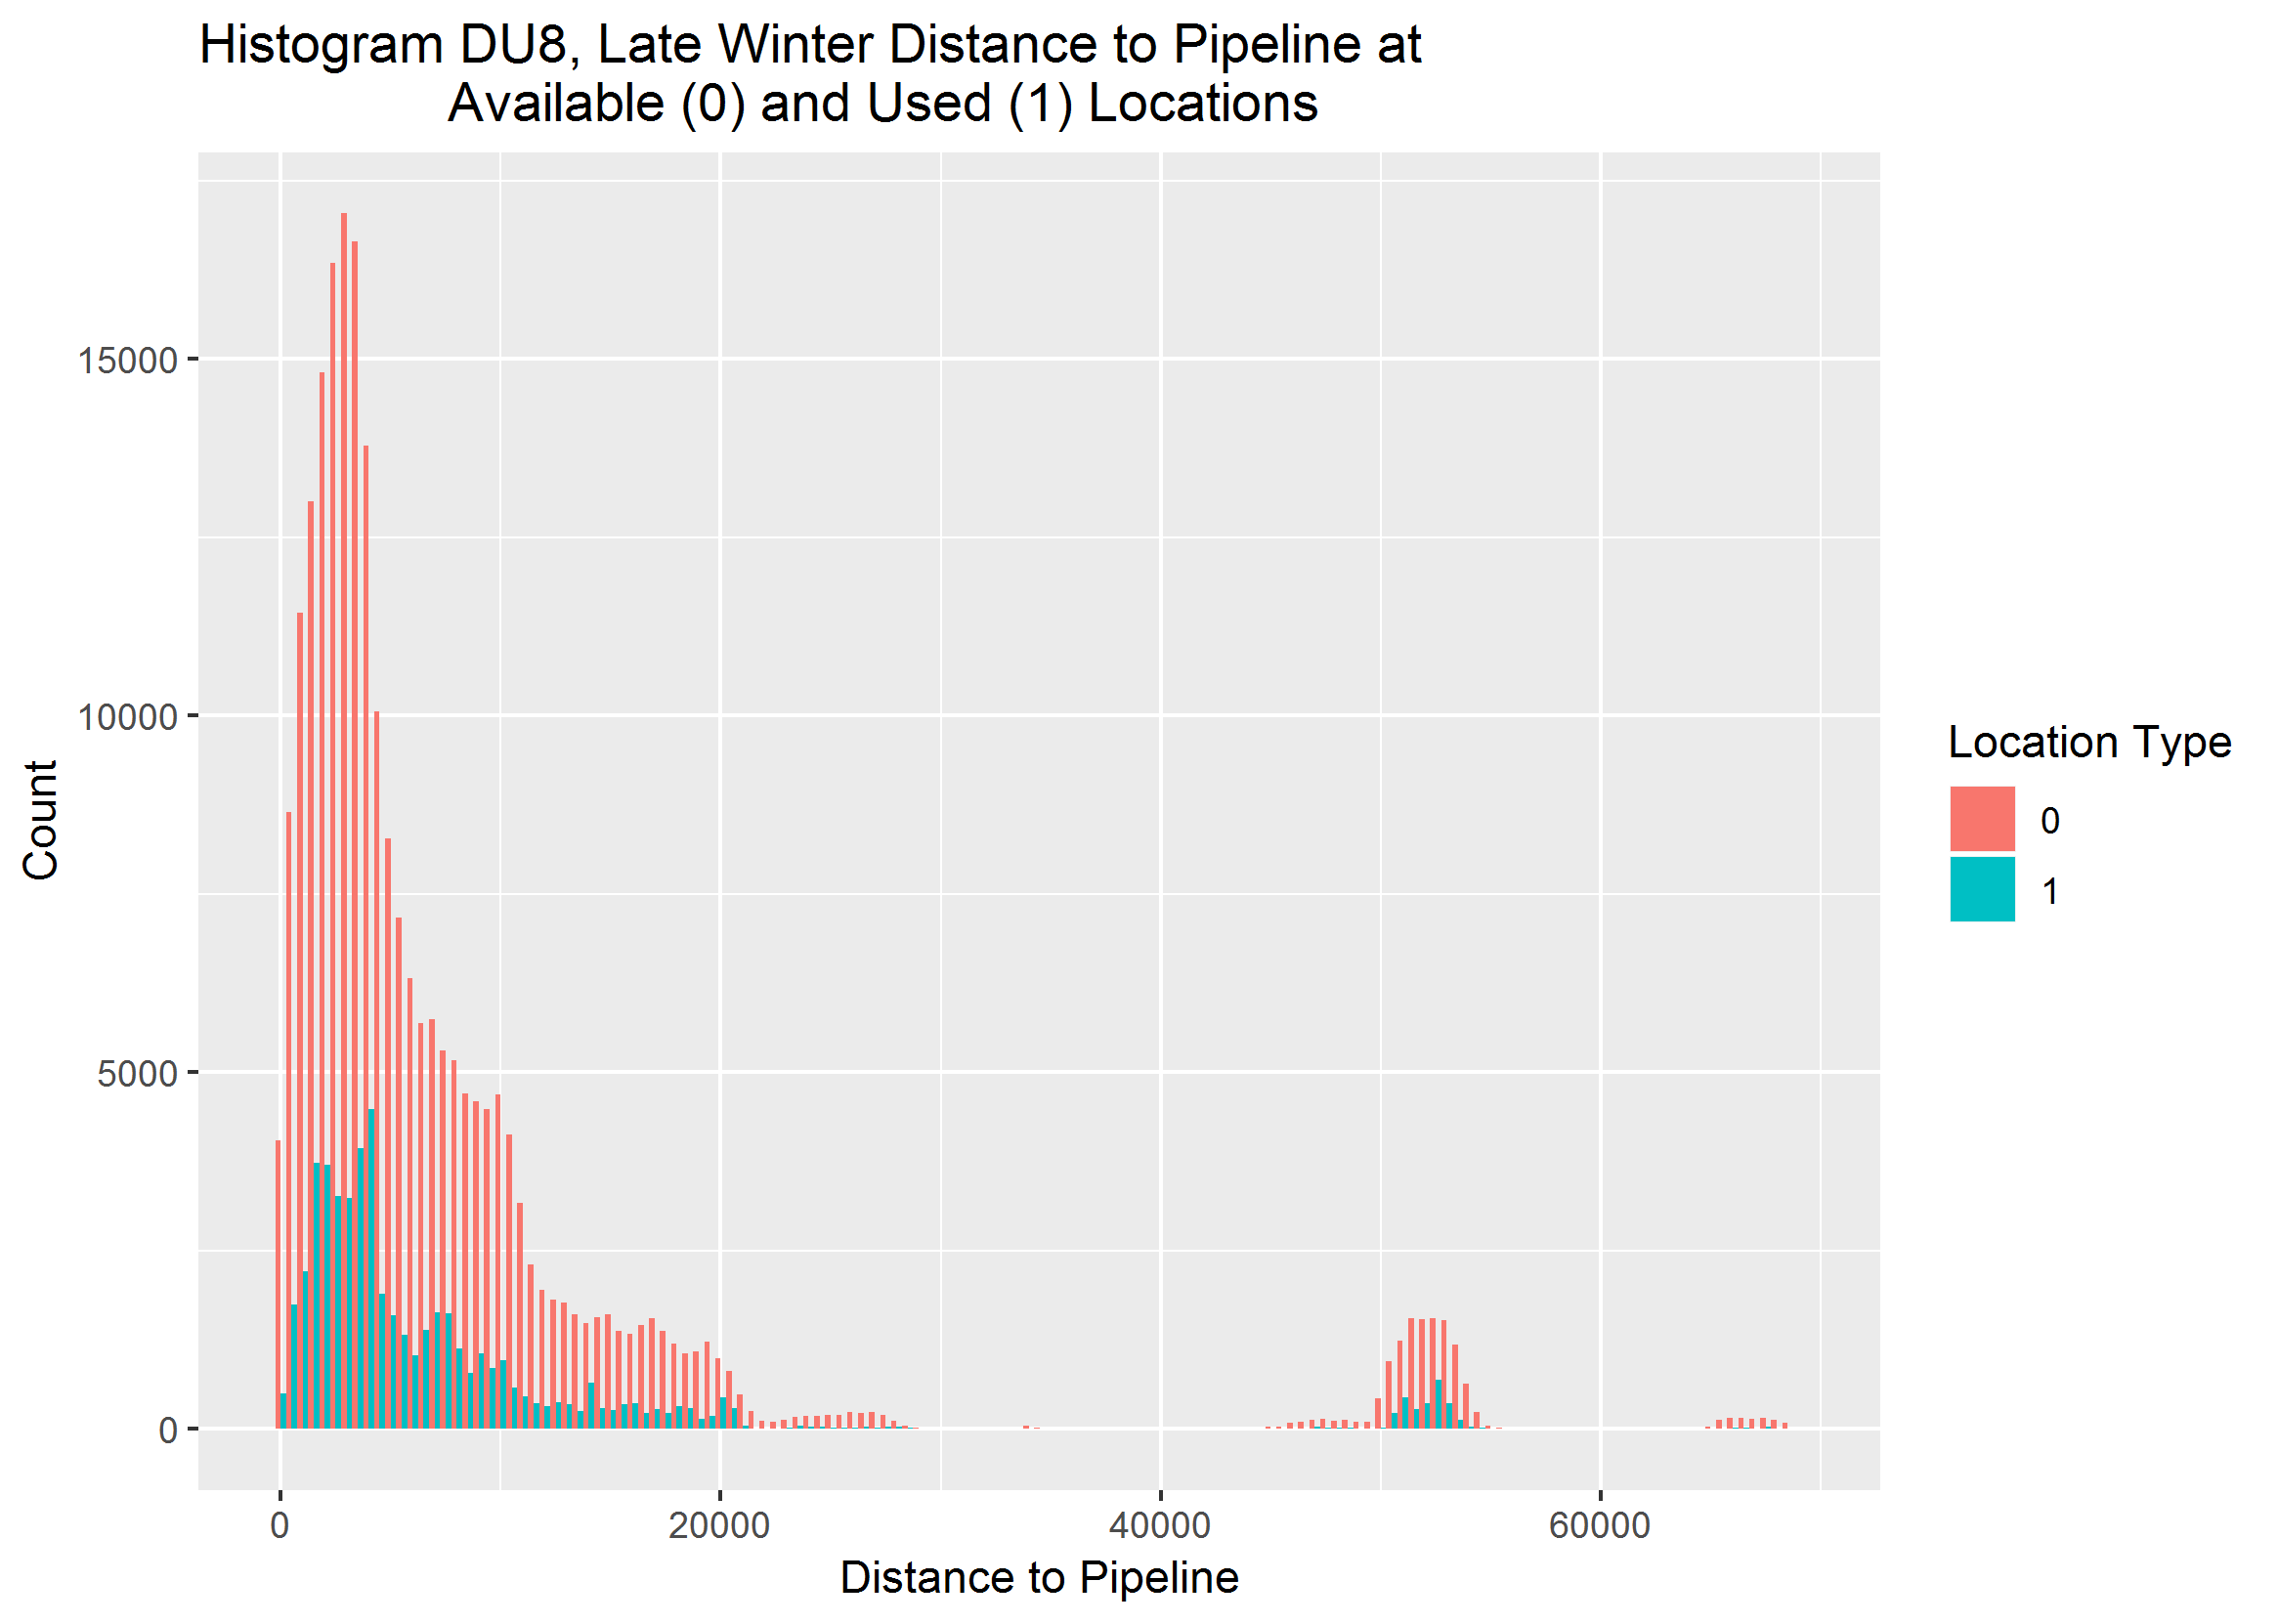 Histogram DU8, Late Winter Distance to Pipeline at
Available (0) and Used (1) Locations
15000
10000
5000
0
Count
0
20000
40000
60000
Distance to Pipeline
Location Type
0
1